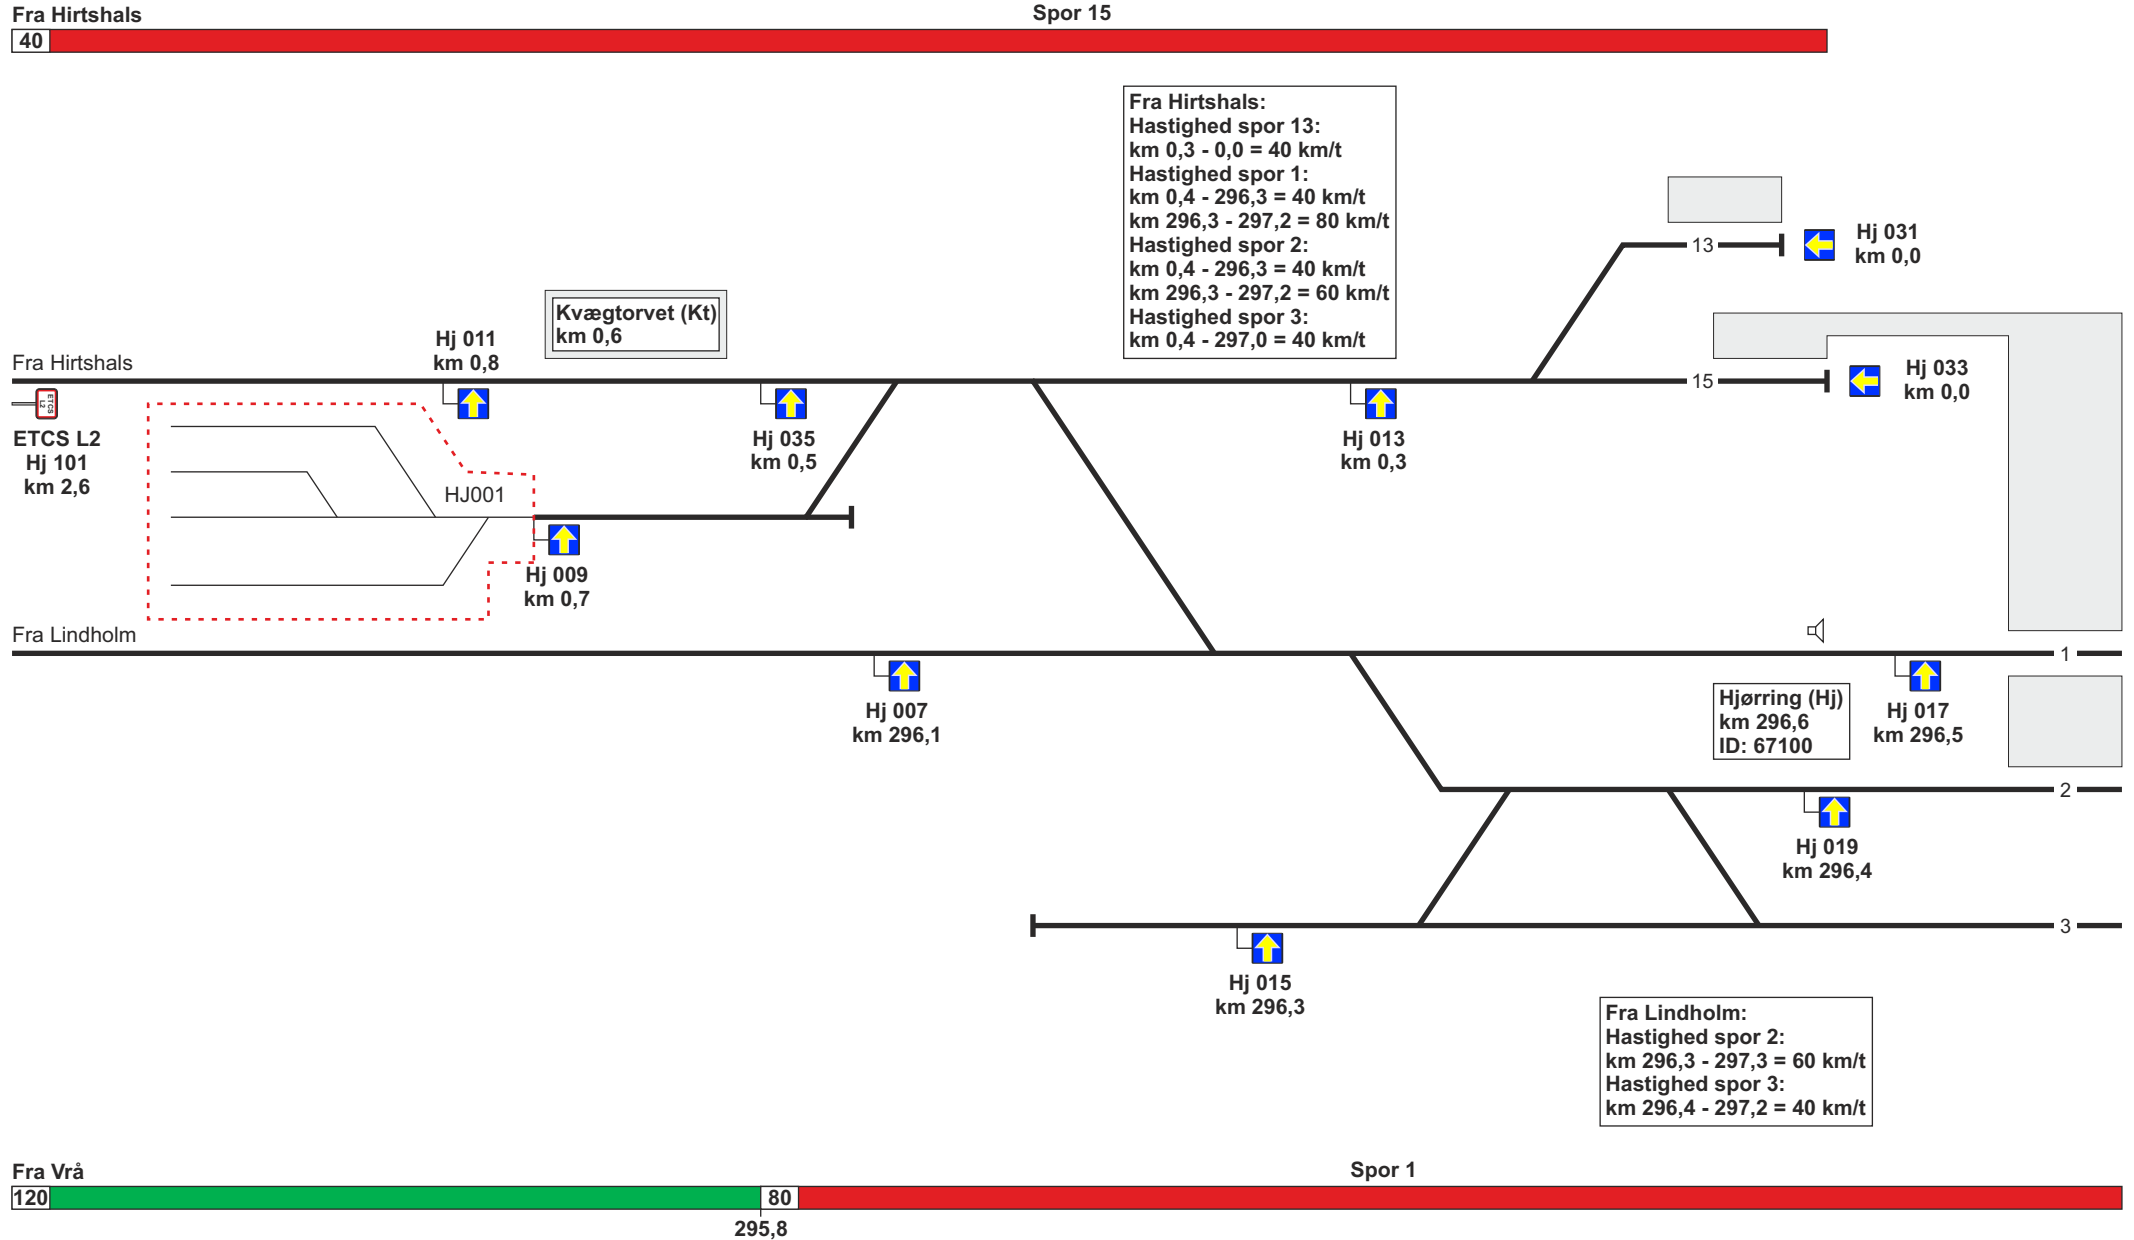 Fra Hirtshals
Spor 15
40
Fra Hirtshals:
Hastighed spor 13:
km 0,3 - 0,0 = 40 km/t
Hastighed spor 1:
km 0,4 - 296,3 = 40 km/t
km 296,3 - 297,2 = 80 km/t
Hastighed spor 2:
km 0,4 - 296,3 = 40 km/t
km 296,3 - 297,2 = 60 km/t
Hastighed spor 3:
km 0,4 - 297,0 = 40 km/t
13
Hj 031
km 0,0
Kvægtorvet (Kt)
km 0,6
Hj 011
km 0,8
Fra Hirtshals
15
Hj 033
km 0,0
ETCS
L2
ETCS L2
Hj 101
km 2,6
Hj 035
km 0,5
Hj 013
km 0,3
HJ001
Hj 009
km 0,7
Fra Lindholm
1
Hj 007
km 296,1
Hjørring (Hj)
km 296,6
ID: 67100
Hj 017
km 296,5
2
Hj 019
km 296,4
3
Hj 015
km 296,3
Fra Lindholm:
Hastighed spor 2:
km 296,3 - 297,3 = 60 km/t
Hastighed spor 3:
km 296,4 - 297,2 = 40 km/t
Fra Vrå
Spor 1
120
80
295,8